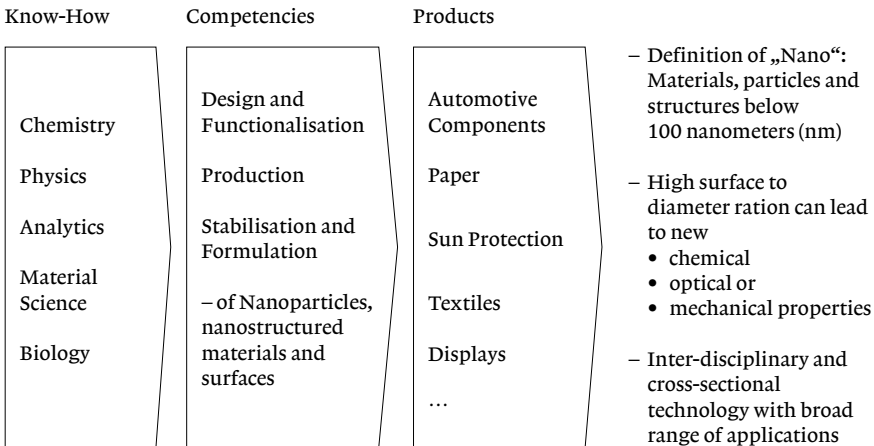 Know-How
Competencies
Products
Chemistry
Physics
Analytics
Material
Science
Biology
Design and
Functionalisation
Production
Stabilisation and
Formulation
– of Nanoparticles,
nanostructured
materials and
surfaces
Automotive
Components
Paper
Sun Protection
Textiles
Displays
…
– Definition of „Nano“:
Materials, particles and
structures below
100 nanometers (nm)
– High surface to
diameter ration can lead
to new
• chemical
• optical or
• mechanical properties
– Inter-disciplinary and
cross-sectional
technology with broad
range of applications